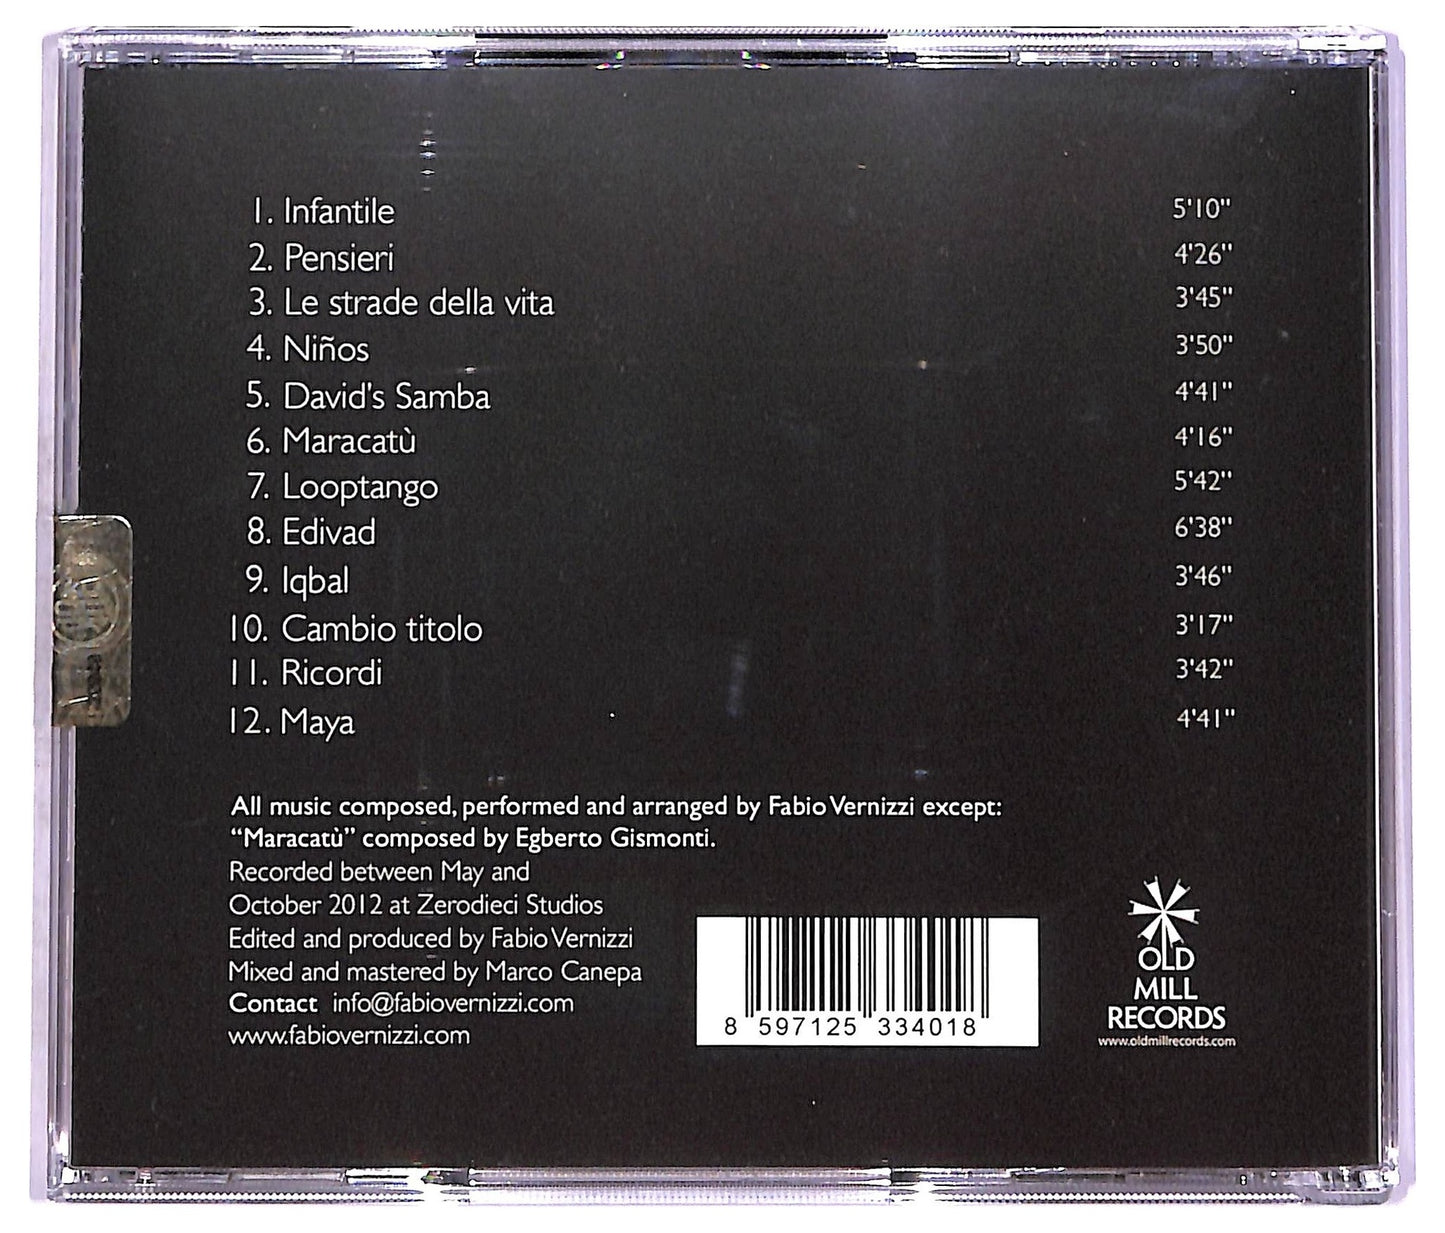 1. Infantile 5'10"
2. Pensieri 4'26"
3. Le strade della vita 3'45"
4. Niños 3'50"
5. David's Samba 4'41"
6. Maracatù 4'16"
7. Looptango 5'42"
8. Edivad 6'38"
9. Iqbal 3'46"
10. Cambio titolo 3'17"
11. Ricordi 3'42"
12. Maya 4'41"
All music composed, performed and arranged by Fabio Vernizzi except:
“Maracatù” composed by Egberto Gismonti.
Recorded between May and
October 2012 at Zerodieci Studios
Edited and produced by Fabio Vernizzi
Mixed and mastered by Marco Canepa
Contact info@fabiovernizzi.com
www.fabiovernizzi.com
8 597125 334018
OLD
MILL
RECORDS
www.oldmillrecords.com